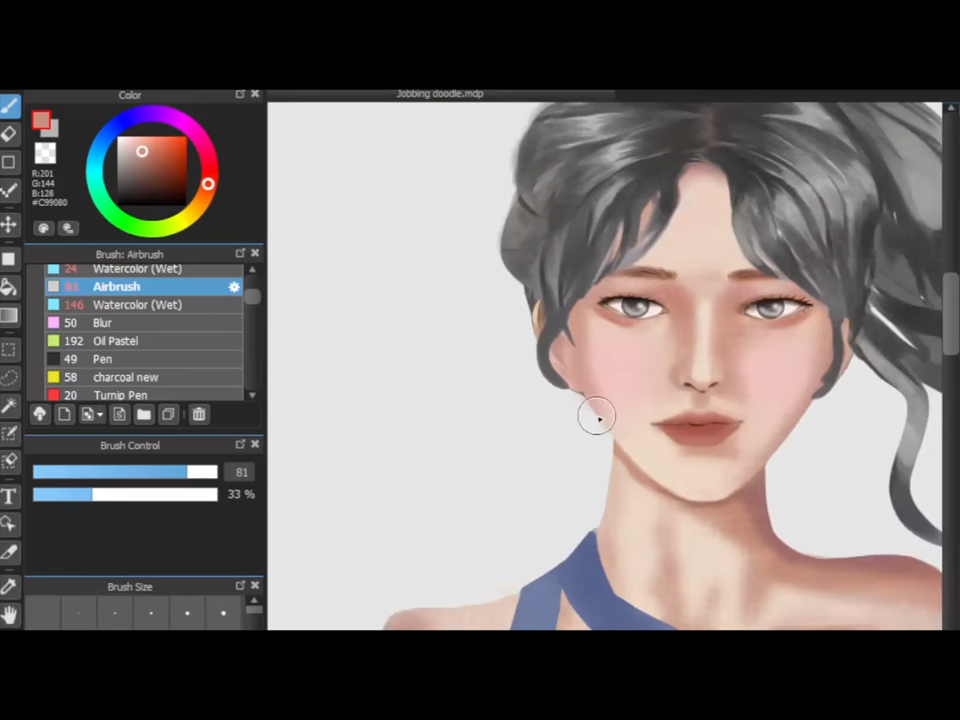 Color
Jobbing doodle.mdp
R:201
G:144
B:128
#C99080
Brush: Airbrush
24 Watercolor (Wet)
81 Airbrush
146 Watercolor (Wet)
50 Blur
192 Oil Pastel
49 Pen
58 charcoal new
20 Turnip Pen
Brush Control
81
33 %
Brush Size
T